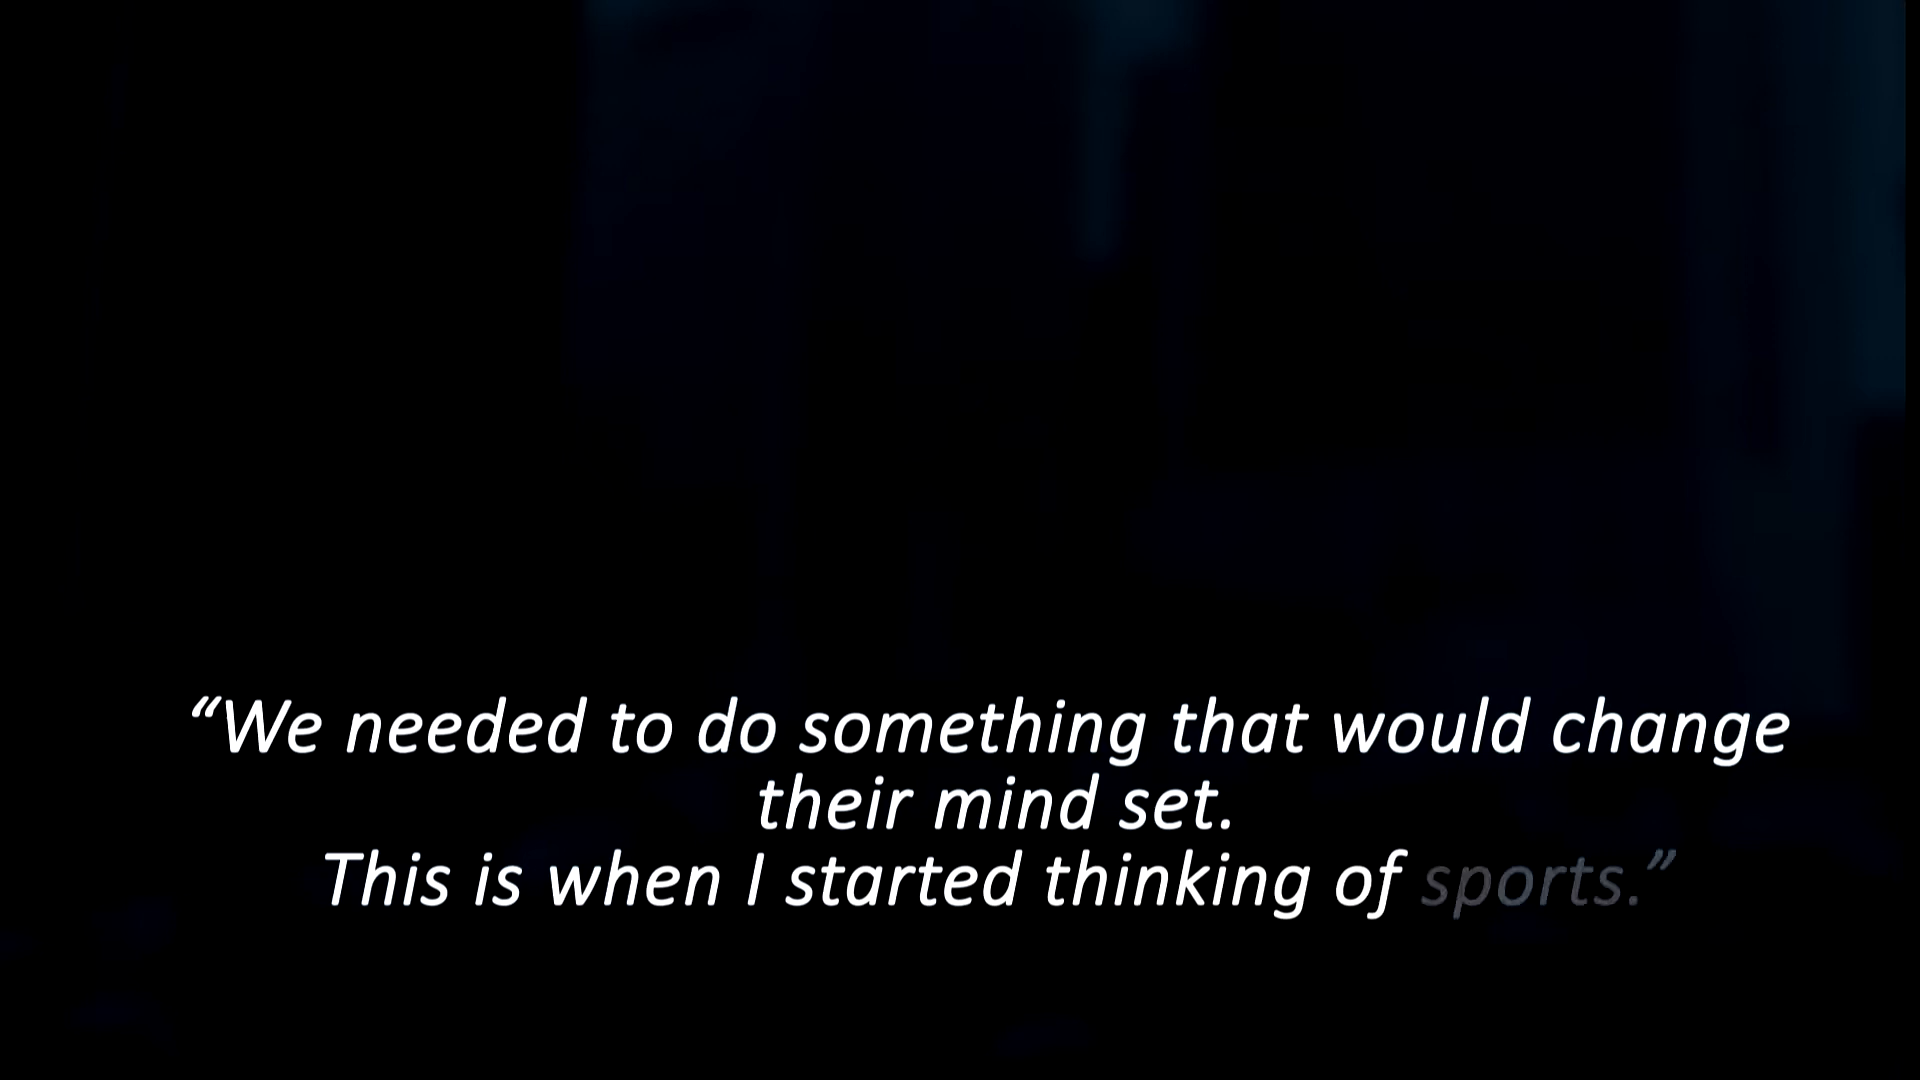 “We needed to do something that would change
their mind set.
This is when I started thinking of sports.”